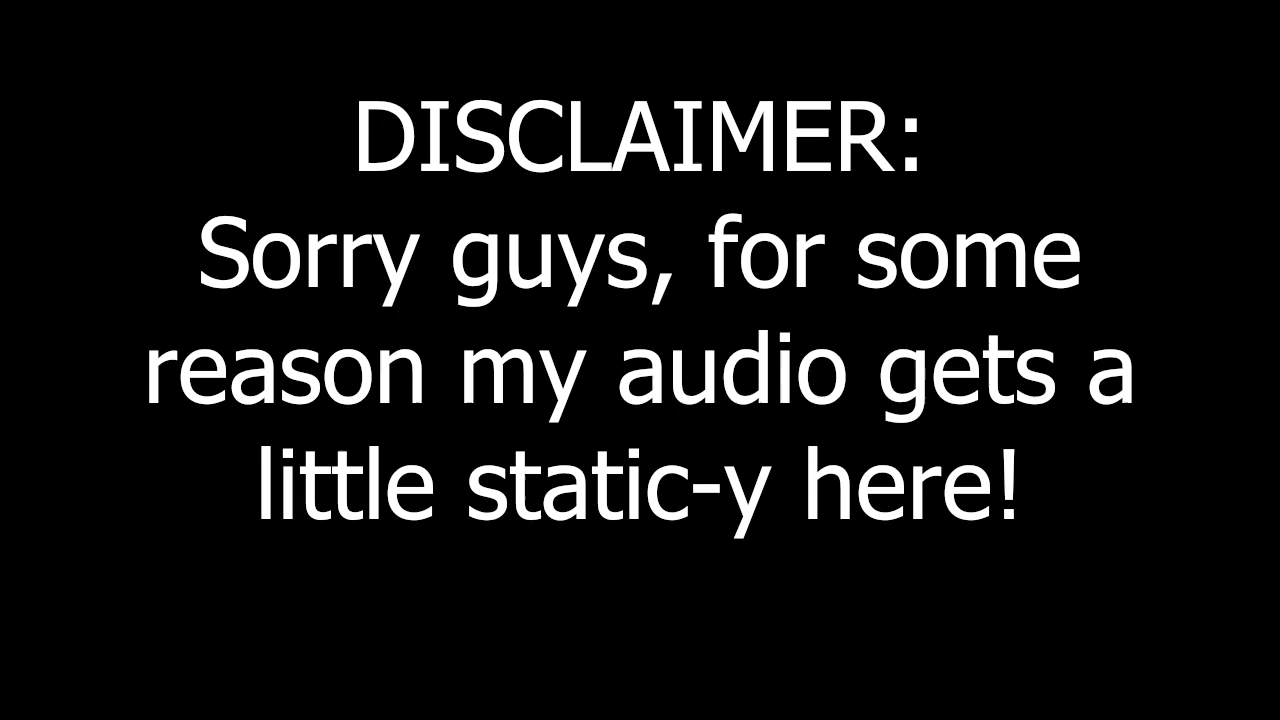 DISCLAIMER:
Sorry guys, for some
reason my audio gets a
little static-y here!